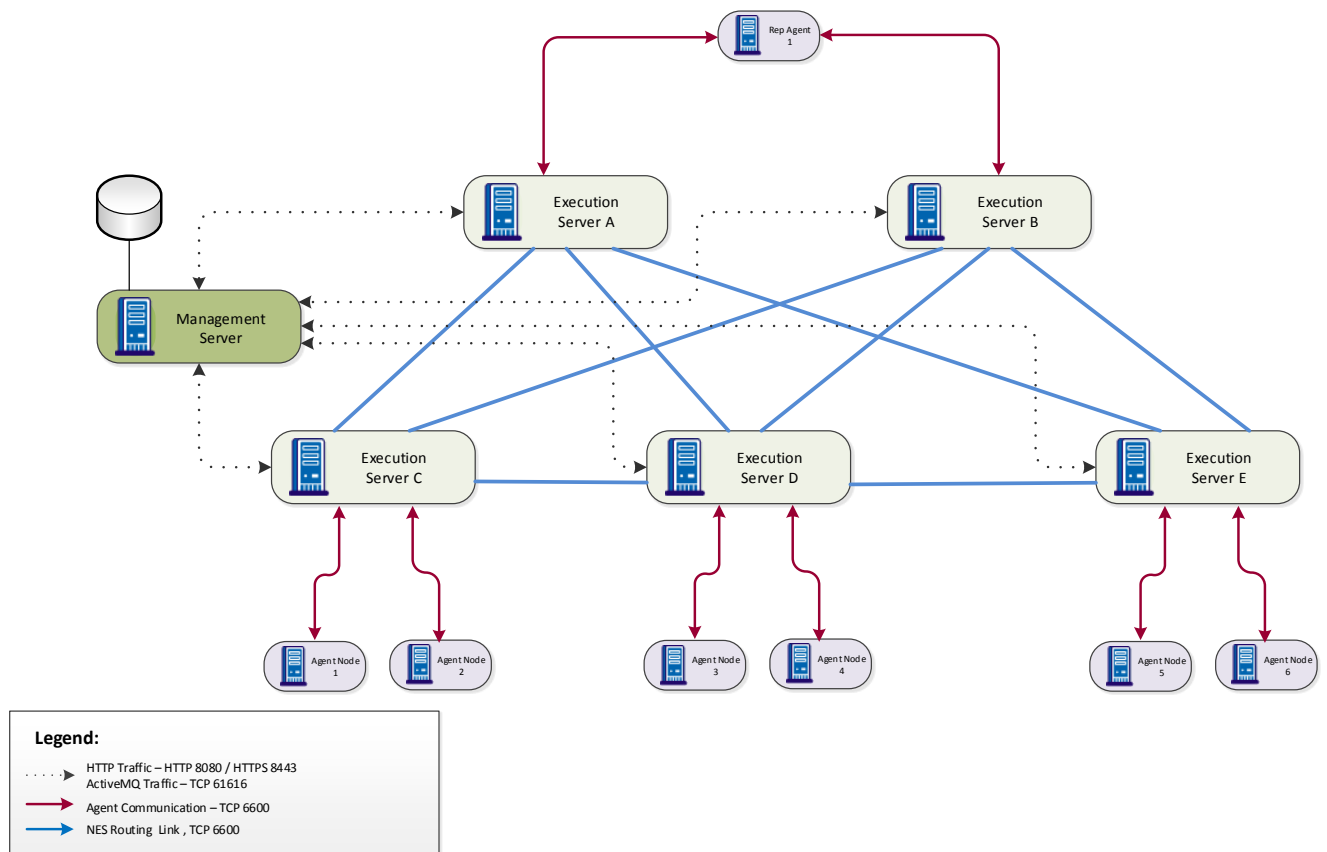 Rep Agent
1
Execution
Server A
Execution
Server B
Management
Server
Execution
Server C
Execution
Server D
Execution
Server E
Agent Node
1
Agent Node
2
Agent Node
3
Agent Node
4
Agent Node
5
Agent Node
6
Legend:
HTTP Traffic – HTTP 8080 / HTTPS 8443
ActiveMQ Traffic – TCP 61616
Agent Communication – TCP 6600
NES Routing Link , TCP 6600